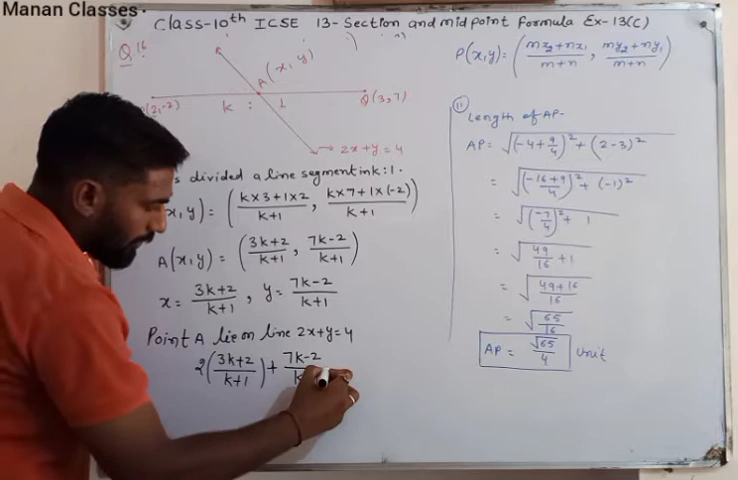 Manan Classes.
Class-10th ICSE 13-Section and midpoint formula Ex-13(C)
Q.16
A(x,y)
(2,-2) k : 1 Q(3,7)
2x+y=4
s divided a line segment in k:1.
x,y) = ( k×3+1×2 / k+1 , k×7+1×(-2) / k+1 )
A(x,y) = ( 3k+2 / k+1 , 7k-2 / k+1 )
x = 3k+2 / k+1 , y = 7k-2 / k+1
Point A lie on line 2x+y=4
2( 3k+2 / k+1 ) + 7k-2 / k
P(x,y) = ( mx₂+nx₁ / m+n , my₂+ny₁ / m+n )
(ii) Length of AP-
AP = √(-4+9/4)²+(2-3)²
= √(-16+9/4)²+(-1)²
= √(-7/4)²+1
= √49/16+1
= √49+16/16
= √65/16
AP = √65/4 Unit